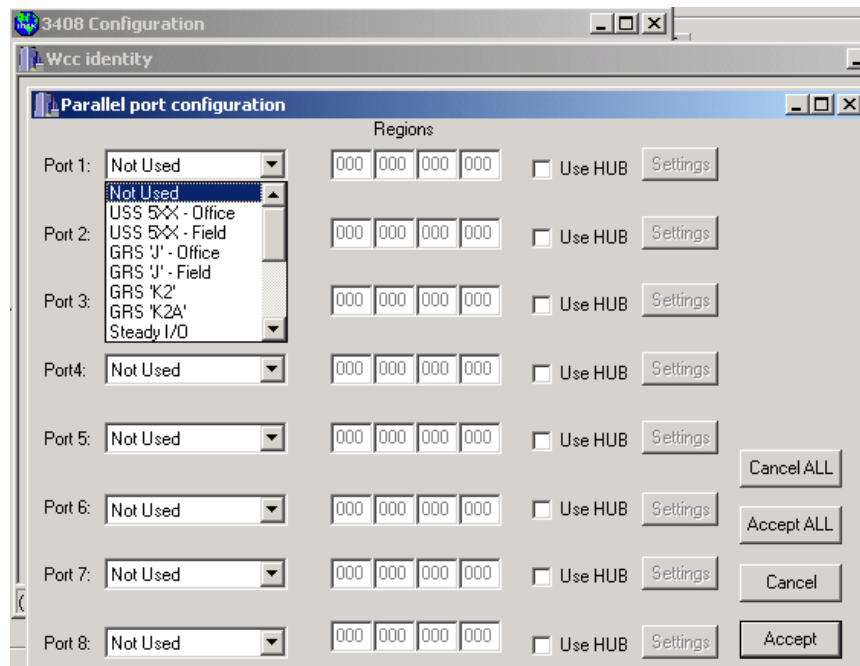 3408 Configuration
Wcc identity
Parallel port configuration
Regions
Port 1: Not Used 000 000 000 000 Use HUB Settings
Not Used
USS 5XX - Office
USS 5XX - Field
Port 2: 000 000 000 000 Use HUB Settings
GRS 'J' - Office
GRS 'J' - Field
GRS 'K2'
Port 3: 000 000 000 000 Use HUB Settings
GRS 'K2A'
Steady I/O
Port4: Not Used 000 000 000 000 Use HUB Settings
Port 5: Not Used 000 000 000 000 Use HUB Settings
Cancel ALL
Port 6: Not Used 000 000 000 000 Use HUB Settings
Accept ALL
Port 7: Not Used 000 000 000 000 Use HUB Settings
Cancel
Port 8: Not Used 000 000 000 000 Use HUB Settings
Accept